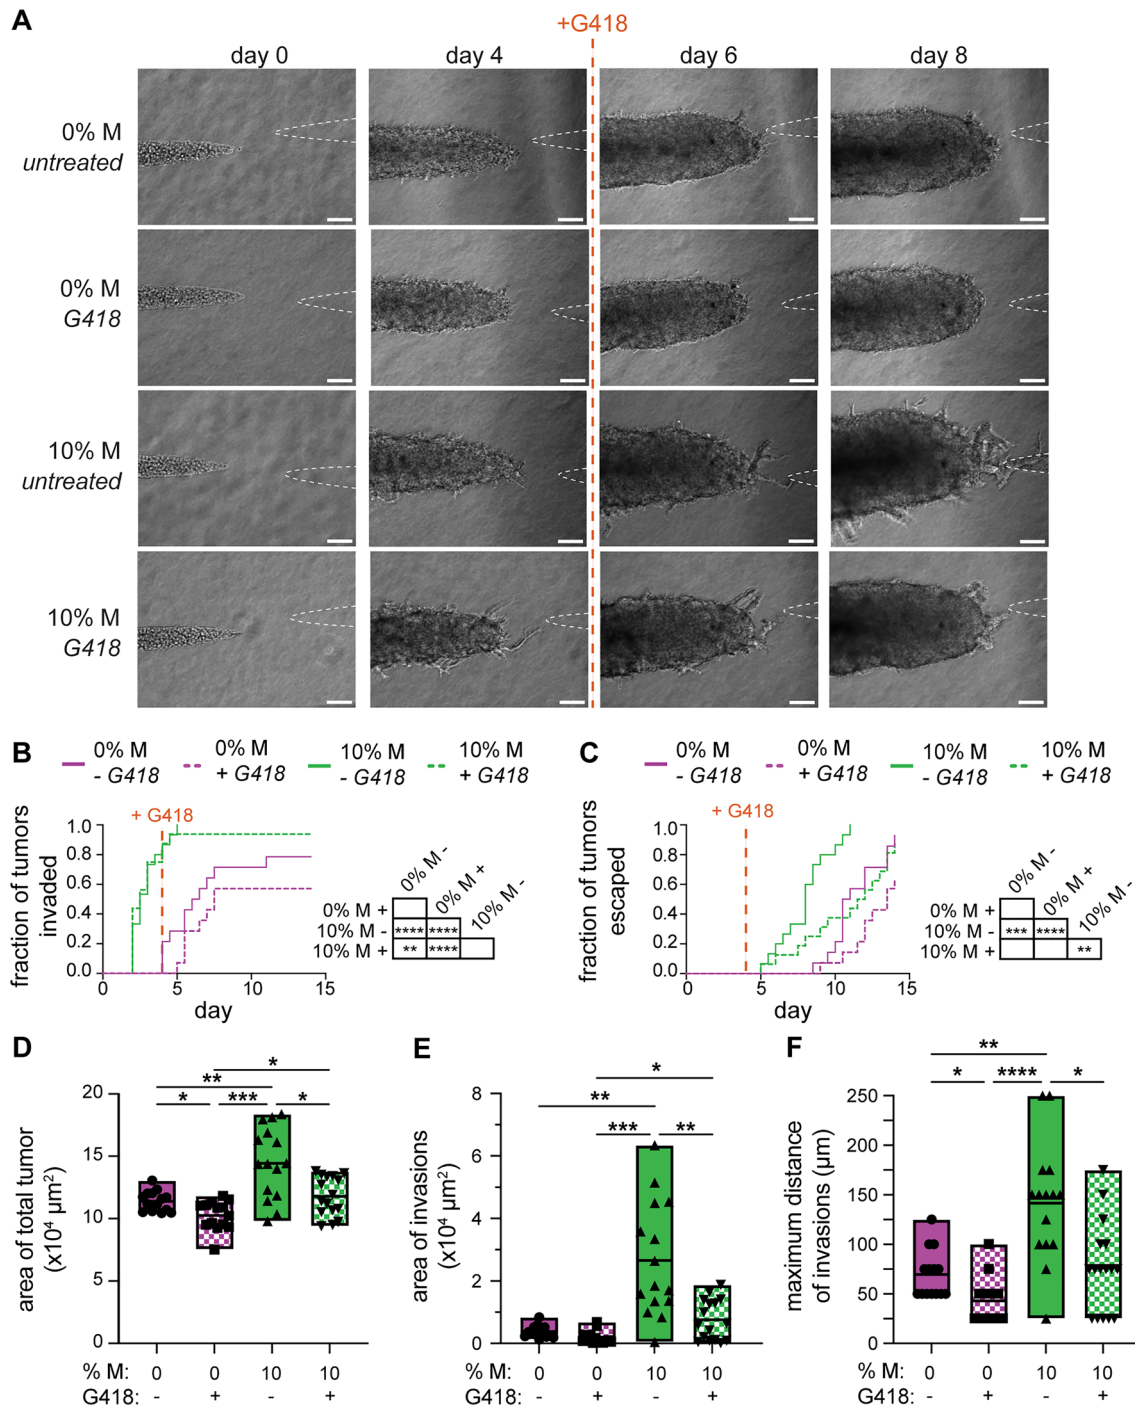 A
+G418
day 0 day 4 day 6 day 8
0% M
untreated
0% M
G418
10% M
untreated
10% M
G418
B
0% M 0% M 10% M 10% M
- G418 + G418 - G418 + G418
+ G418
fraction of tumors
invaded
1.0
0.8
0.6
0.4
0.2
0.0
0 5 10 15
day
0% M -
0% M +
10% M -
0% M +
10% M - **** ****
10% M + ** ****
C
0% M 0% M 10% M 10% M
- G418 + G418 - G418 + G418
+ G418
fraction of tumors
escaped
1.0
0.8
0.6
0.4
0.2
0.0
0 5 10 15
day
0% M -
0% M +
10% M -
0% M +
10% M - *** ****
10% M + **
D
area of total tumor
(x10⁴ µm²)
20
15
10
5
0
*
**
* *** *
% M: 0 0 10 10
G418: - + - +
E
area of invasions
(x10⁴ µm²)
8
6
4
2
0
*
**
*** **
0 0 10 10
- + - +
F
maximum distance
of invasions (µm)
250
225
200
175
150
125
100
75
50
25
0
**
* **** *
% M: 0 0 10 10
G418: - + - +